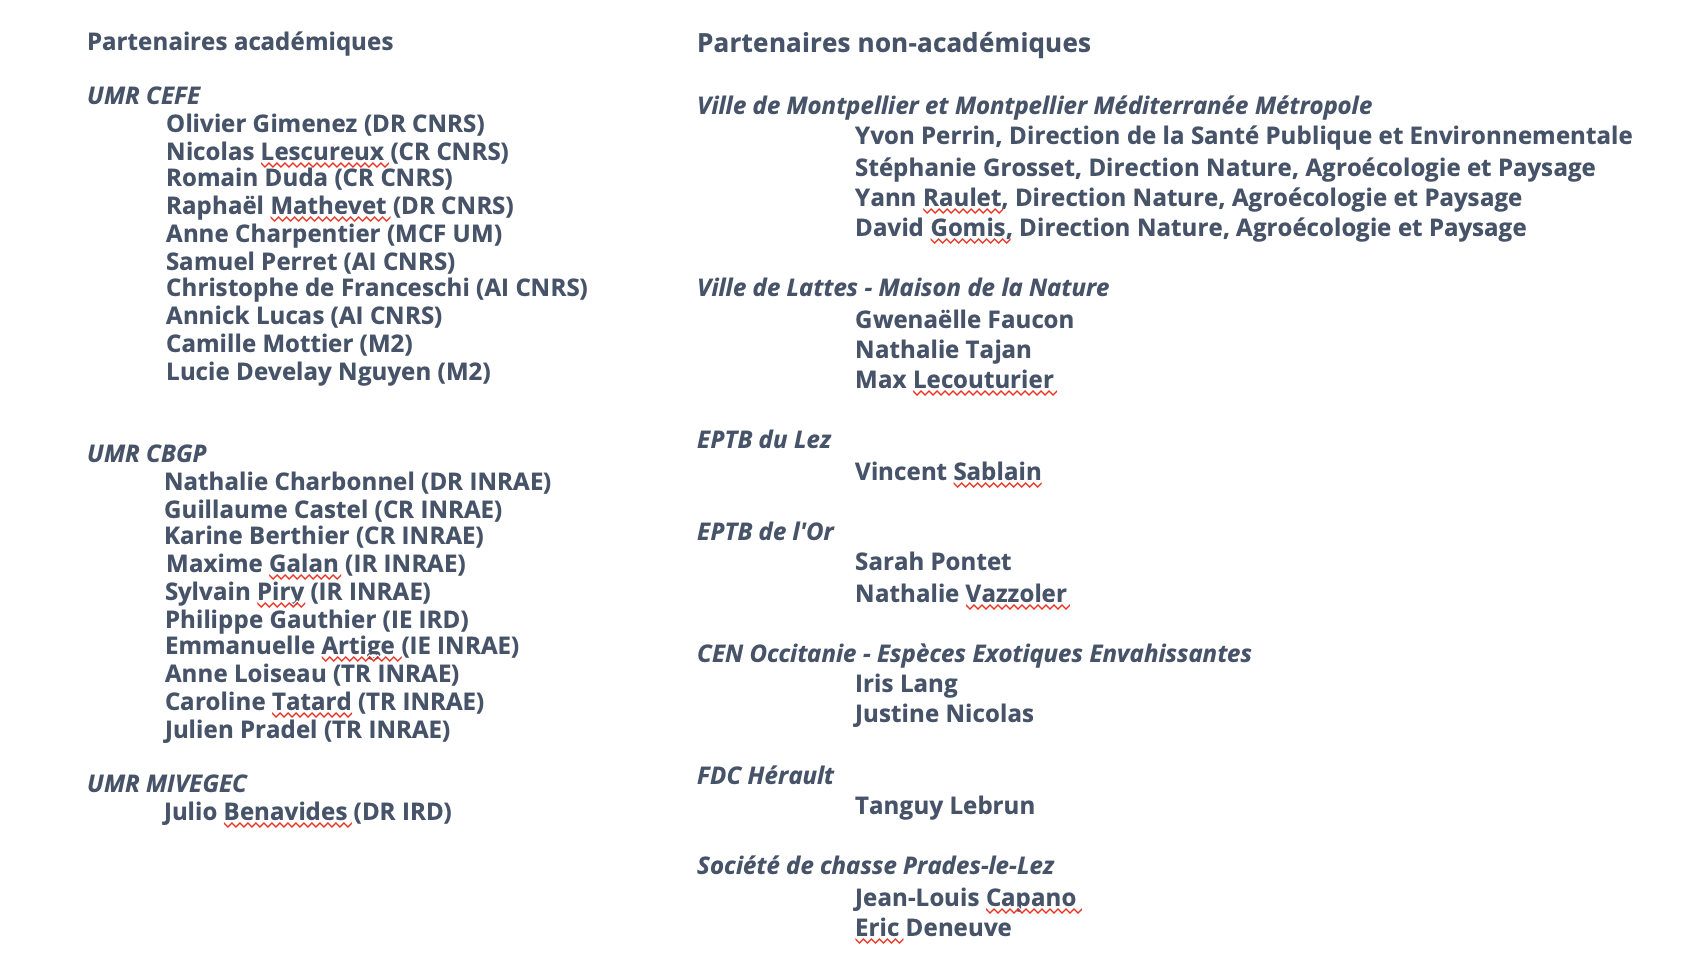 Partenaires académiques
UMR CEFE
Olivier Gimenez (DR CNRS)
Nicolas Lescureux (CR CNRS)
Romain Duda (CR CNRS)
Raphaël Mathevet (DR CNRS)
Anne Charpentier (MCF UM)
Samuel Perret (AI CNRS)
Christophe de Franceschi (AI CNRS)
Annick Lucas (AI CNRS)
Camille Mottier (M2)
Lucie Develay Nguyen (M2)
UMR CBGP
Nathalie Charbonnel (DR INRAE)
Guillaume Castel (CR INRAE)
Karine Berthier (CR INRAE)
Maxime Galan (IR INRAE)
Sylvain Piry (IR INRAE)
Philippe Gauthier (IE IRD)
Emmanuelle Artige (IE INRAE)
Anne Loiseau (TR INRAE)
Caroline Tatard (TR INRAE)
Julien Pradel (TR INRAE)
UMR MIVEGEC
Julio Benavides (DR IRD)
Partenaires non-académiques
Ville de Montpellier et Montpellier Méditerranée Métropole
Yvon Perrin, Direction de la Santé Publique et Environnementale
Stéphanie Grosset, Direction Nature, Agroécologie et Paysage
Yann Raulet, Direction Nature, Agroécologie et Paysage
David Gomis, Direction Nature, Agroécologie et Paysage
Ville de Lattes - Maison de la Nature
Gwenaëlle Faucon
Nathalie Tajan
Max Lecouturier
EPTB du Lez
Vincent Sablain
EPTB de l'Or
Sarah Pontet
Nathalie Vazzoler
CEN Occitanie - Espèces Exotiques Envahissantes
Iris Lang
Justine Nicolas
FDC Hérault
Tanguy Lebrun
Société de chasse Prades-le-Lez
Jean-Louis Capano
Eric Deneuve